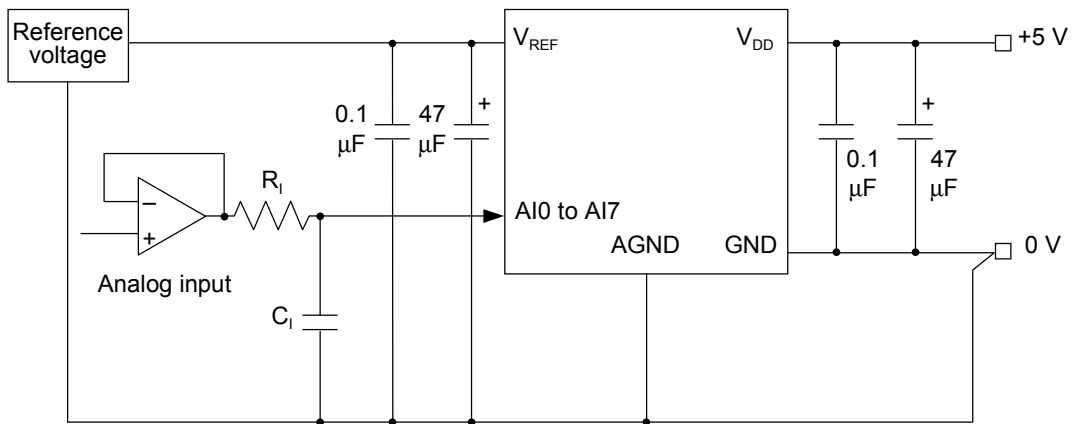 Reference
voltage
V_REF
V_DD
+5 V
0.1
μF
47
μF
+
+
0.1
μF
47
μF
R_I
−
+
AI0 to AI7
AGND
GND
0 V
Analog input
C_I